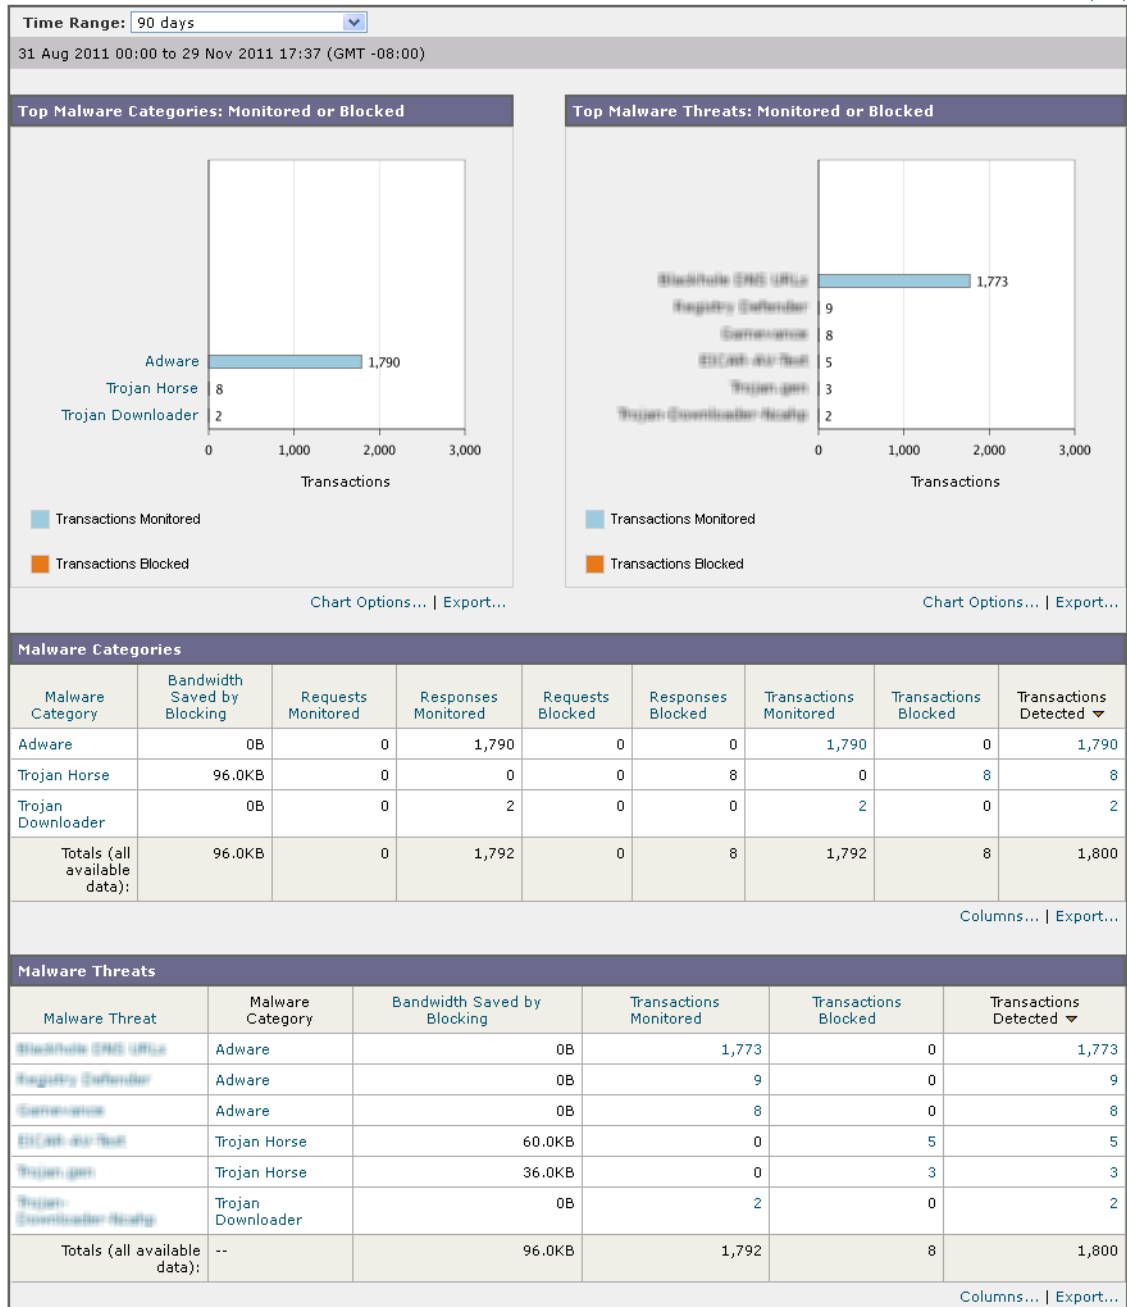 Time Range: 90 days
31 Aug 2011 00:00 to 29 Nov 2011 17:37 (GMT -08:00)
Top Malware Categories: Monitored or Blocked
Adware 1,790
Trojan Horse 8
Trojan Downloader 2
0 1,000 2,000 3,000
Transactions
Transactions Monitored
Transactions Blocked
Chart Options... | Export...
Top Malware Threats: Monitored or Blocked
1,773
9
8
5
3
2
0 1,000 2,000 3,000
Transactions
Transactions Monitored
Transactions Blocked
Chart Options... | Export...
Malware Categories
Malware Category Bandwidth Saved by Blocking Requests Monitored Responses Monitored Requests Blocked Responses Blocked Transactions Monitored Transactions Blocked Transactions Detected
Adware 0B 0 1,790 0 0 1,790 0 1,790
Trojan Horse 96.0KB 0 0 0 8 0 8 8
Trojan Downloader 0B 0 2 0 0 2 0 2
Totals (all available data): 96.0KB 0 1,792 0 8 1,792 8 1,800
Columns... | Export...
Malware Threats
Malware Threat Malware Category Bandwidth Saved by Blocking Transactions Monitored Transactions Blocked Transactions Detected
Adware 0B 1,773 0 1,773
Adware 0B 9 0 9
Adware 0B 8 0 8
Trojan Horse 60.0KB 0 5 5
Trojan Horse 36.0KB 0 3 3
Trojan Downloader 0B 2 0 2
Totals (all available data): -- 96.0KB 1,792 8 1,800
Columns... | Export...